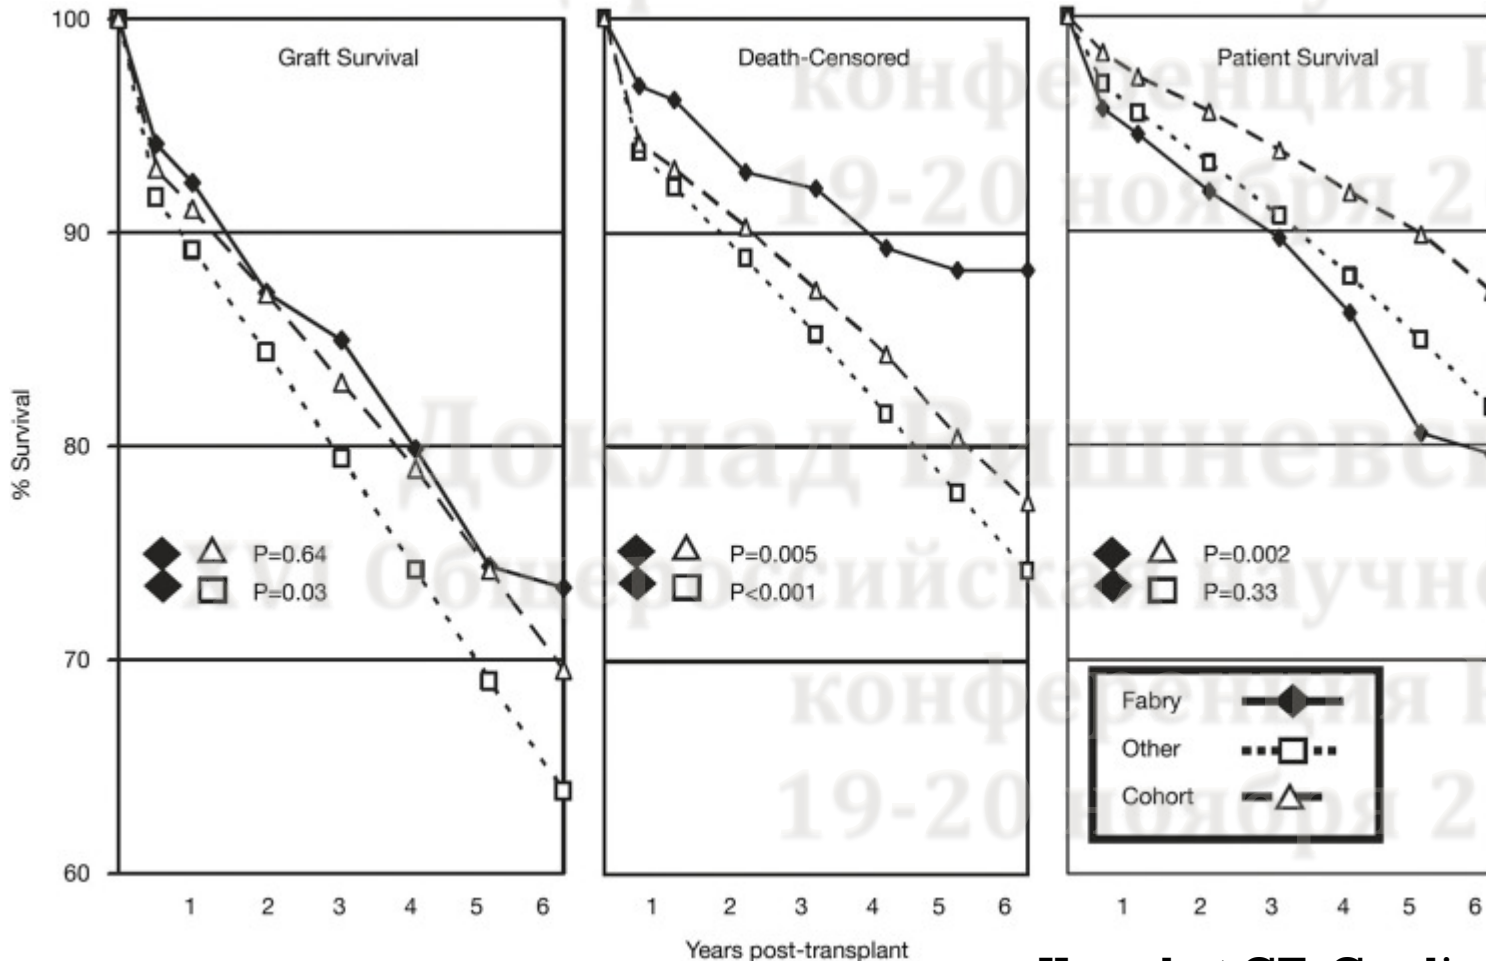 Graft Survival
Death-Censored
Patient Survival
100
90
80
70
60
% Survival
P=0.64
P=0.03
P=0.005
P<0.001
P=0.002
P=0.33
Fabry
Other
Cohort
1 2 3 4 5 6
1 2 3 4 5 6
1 2 3 4 5 6
Years post-transplant
конференция
19-20 ноября 2
Доклад Вишневс
XVI Общероссийская научно
конференция
19-20 ноября 2